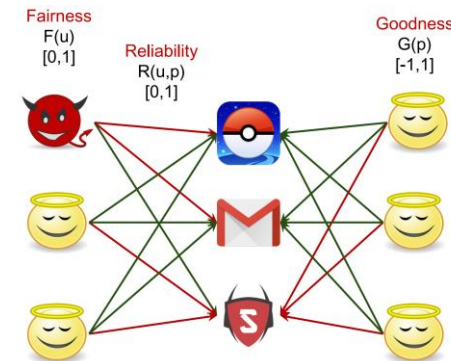 Fairness
F(u)
[0,1]
Reliability
R(u,p)
[0,1]
Goodness
G(p)
[-1,1]
S